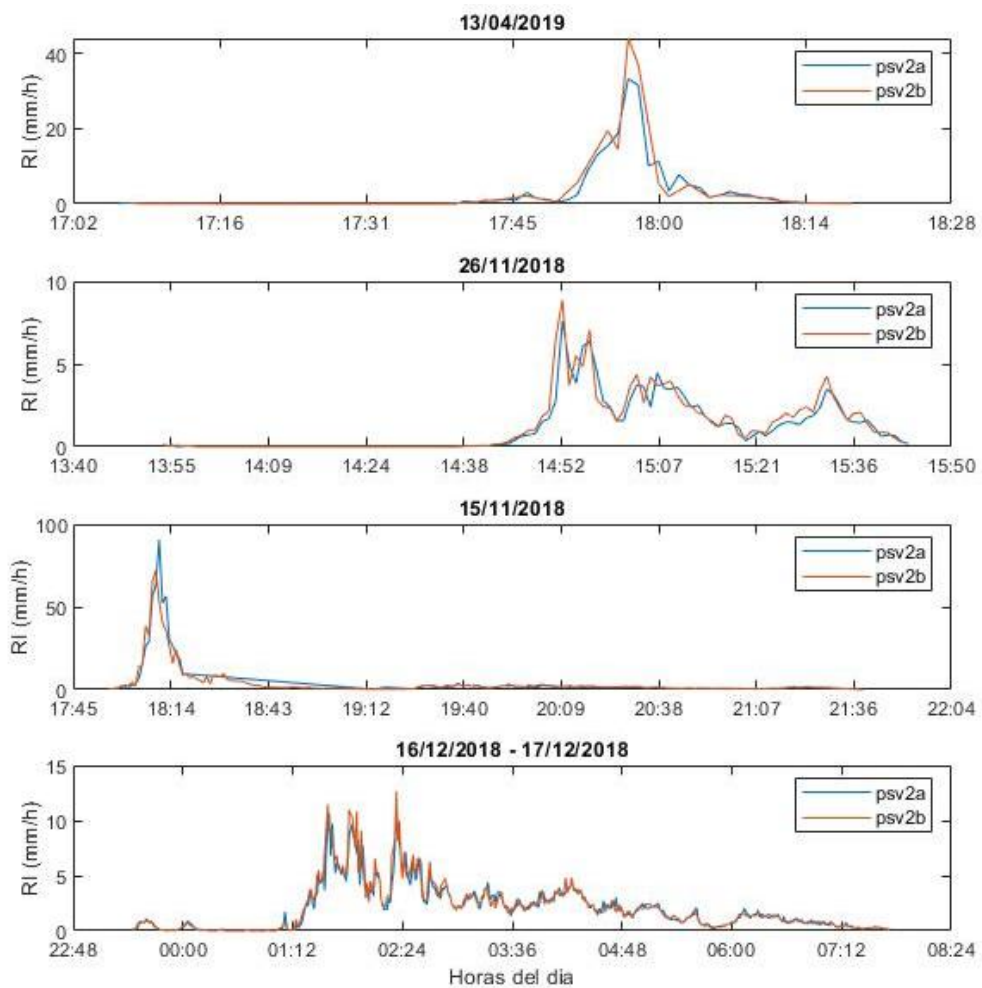 13/04/2019
40
20
0
RI (mm/h)
psv2a
psv2b
17:02 17:16 17:31 17:45 18:00 18:14 18:28
26/11/2018
10
5
0
RI (mm/h)
psv2a
psv2b
13:40 13:55 14:09 14:24 14:38 14:52 15:07 15:21 15:36 15:50
15/11/2018
100
50
0
RI (mm/h)
psv2a
psv2b
17:45 18:14 18:43 19:12 19:40 20:09 20:38 21:07 21:36 22:04
16/12/2018 - 17/12/2018
15
10
5
0
RI (mm/h)
psv2a
psv2b
22:48 00:00 01:12 02:24 03:36 04:48 06:00 07:12 08:24
Horas del dia